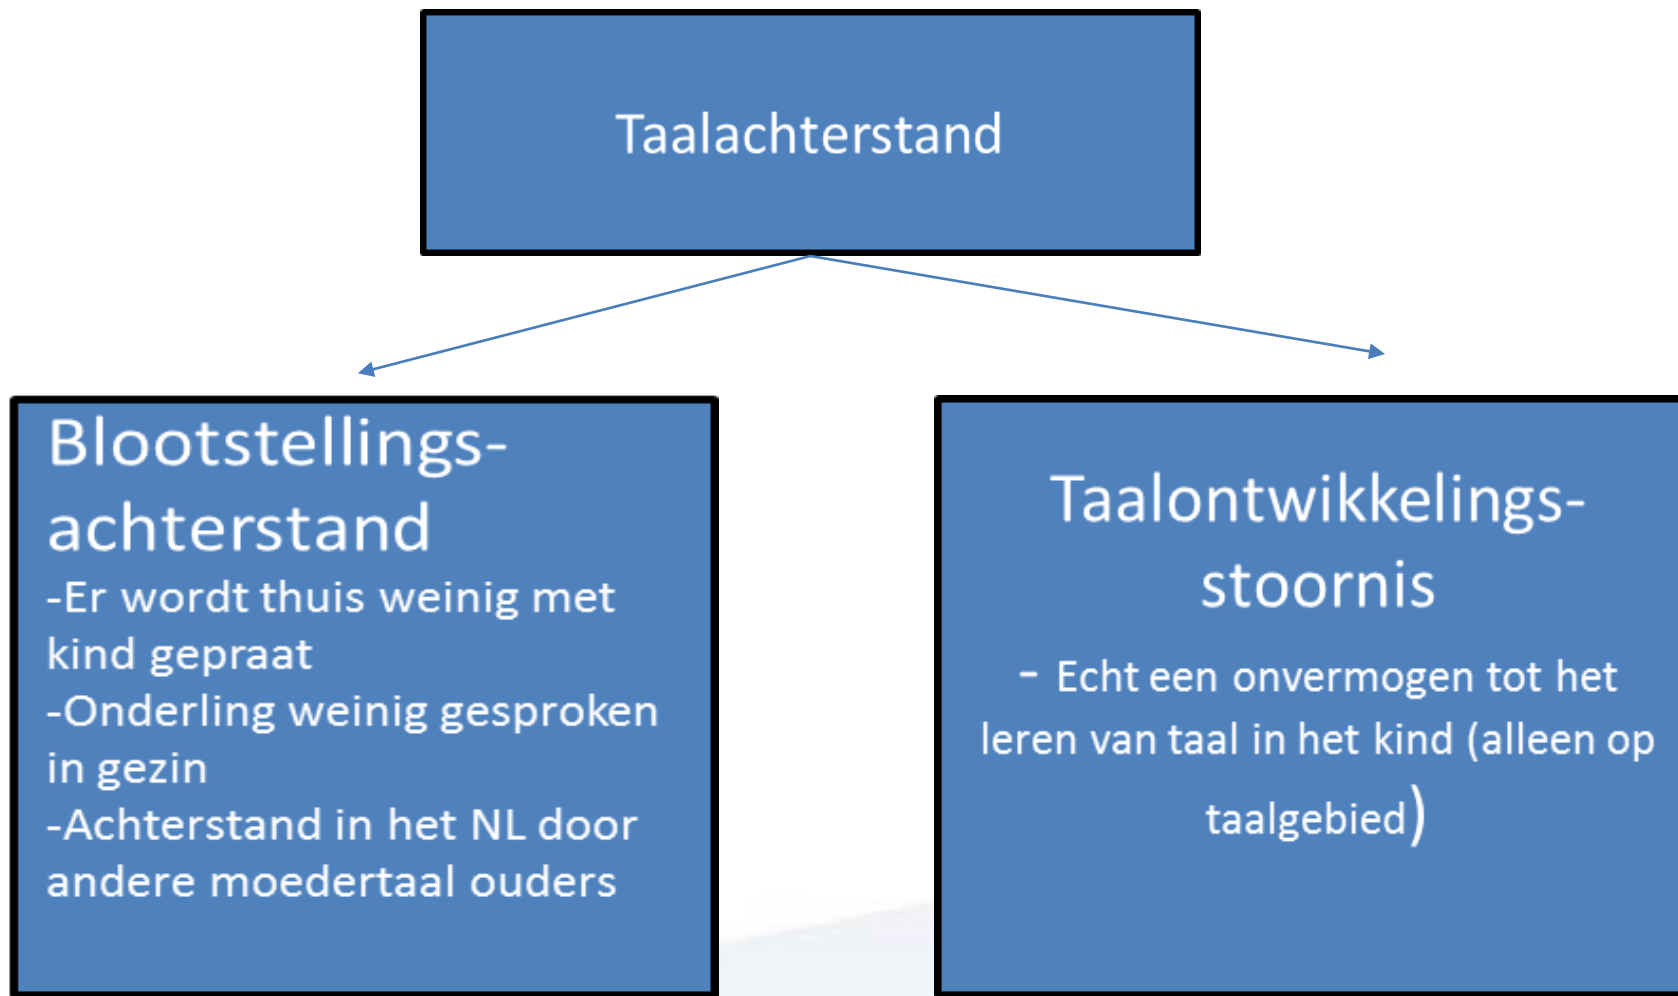 Taalachterstand
Blootstellings-
achterstand
-Er wordt thuis weinig met
kind gepraat
-Onderling weinig gesproken
in gezin
-Achterstand in het NL door
andere moedertaal ouders
Taalontwikkelings-
stoornis
- Echt een onvermogen tot het
leren van taal in het kind (alleen op
taalgebied)